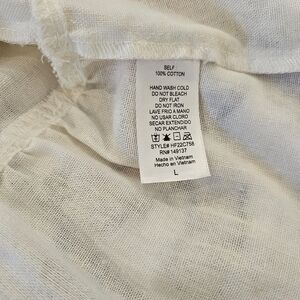 SELF
100% COTTON
HAND WASH COLD
DO NOT BLEACH
DRY FLAT
DO NOT IRON
LAVE FRIO A MANO
NO USAR CLORO
SECAR EXTENDIDO
NO PLANCHAR
STYLE# HF22C758
RN# 149137
Made in Vietnam
Hecho en Vietnam
L